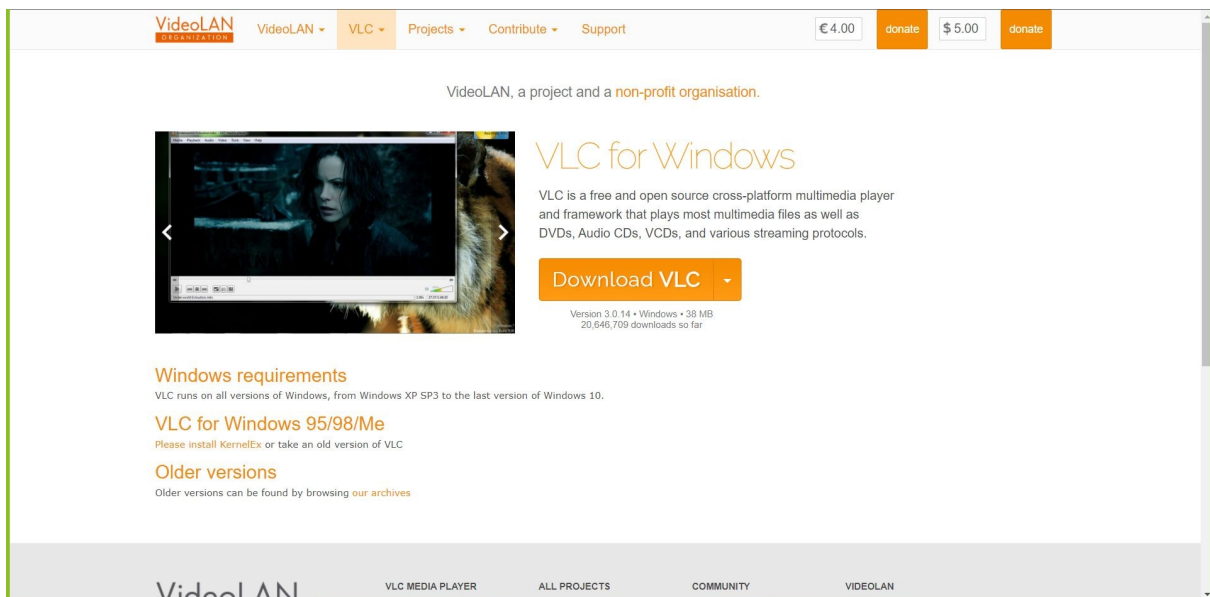 VideoLAN
ORGANIZATION
VideoLAN
VLC
Projects
Contribute
Support
€ 4.00
donate
$ 5.00
donate
VideoLAN, a project and a non-profit organisation.
VLC for Windows
VLC is a free and open source cross-platform multimedia player
and framework that plays most multimedia files as well as
DVDs, Audio CDs, VCDs, and various streaming protocols.
Download VLC
Version 3.0.14 • Windows • 38 MB
20,646,709 downloads so far
Windows requirements
VLC runs on all versions of Windows, from Windows XP SP3 to the last version of Windows 10.
VLC for Windows 95/98/Me
Please install KernelEx or take an old version of VLC
Older versions
Older versions can be found by browsing our archives
VideoLAN
VLC MEDIA PLAYER
ALL PROJECTS
COMMUNITY
VIDEOLAN